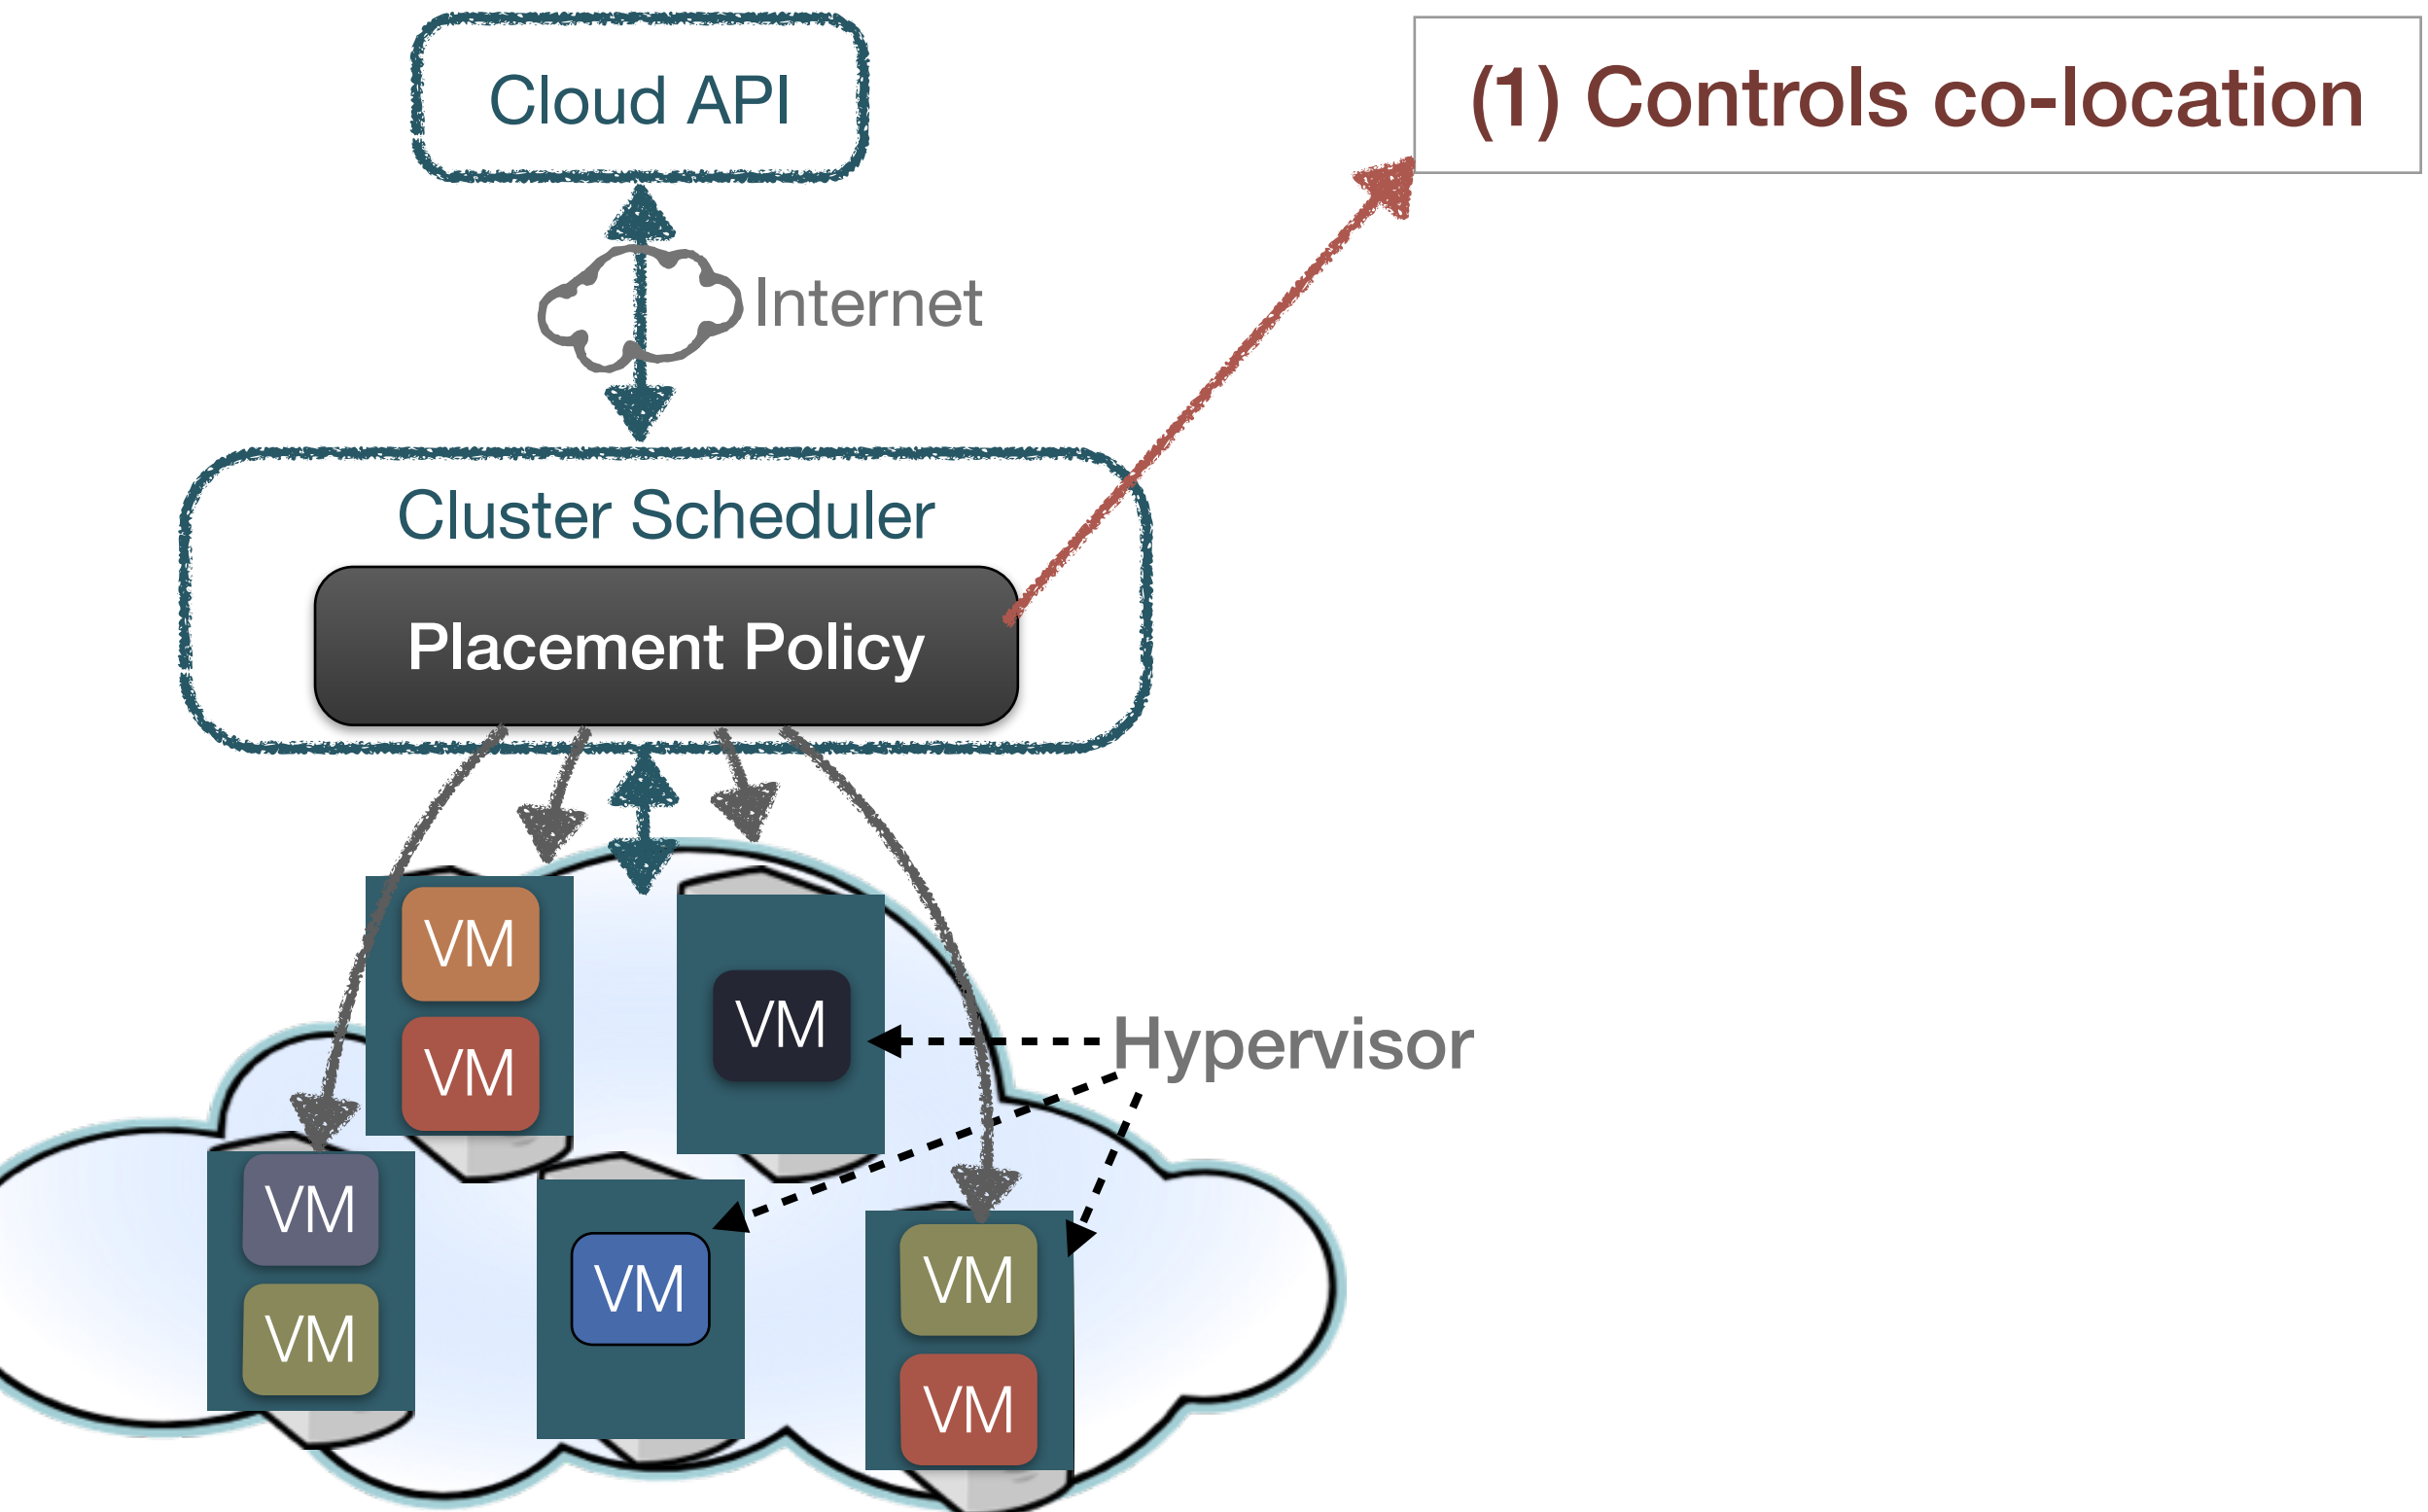 Cloud API
(1) Controls co-location
Internet
Cluster Scheduler
Placement Policy
VM
VM
VM
Hypervisor
VM
VM
VM
VM
VM